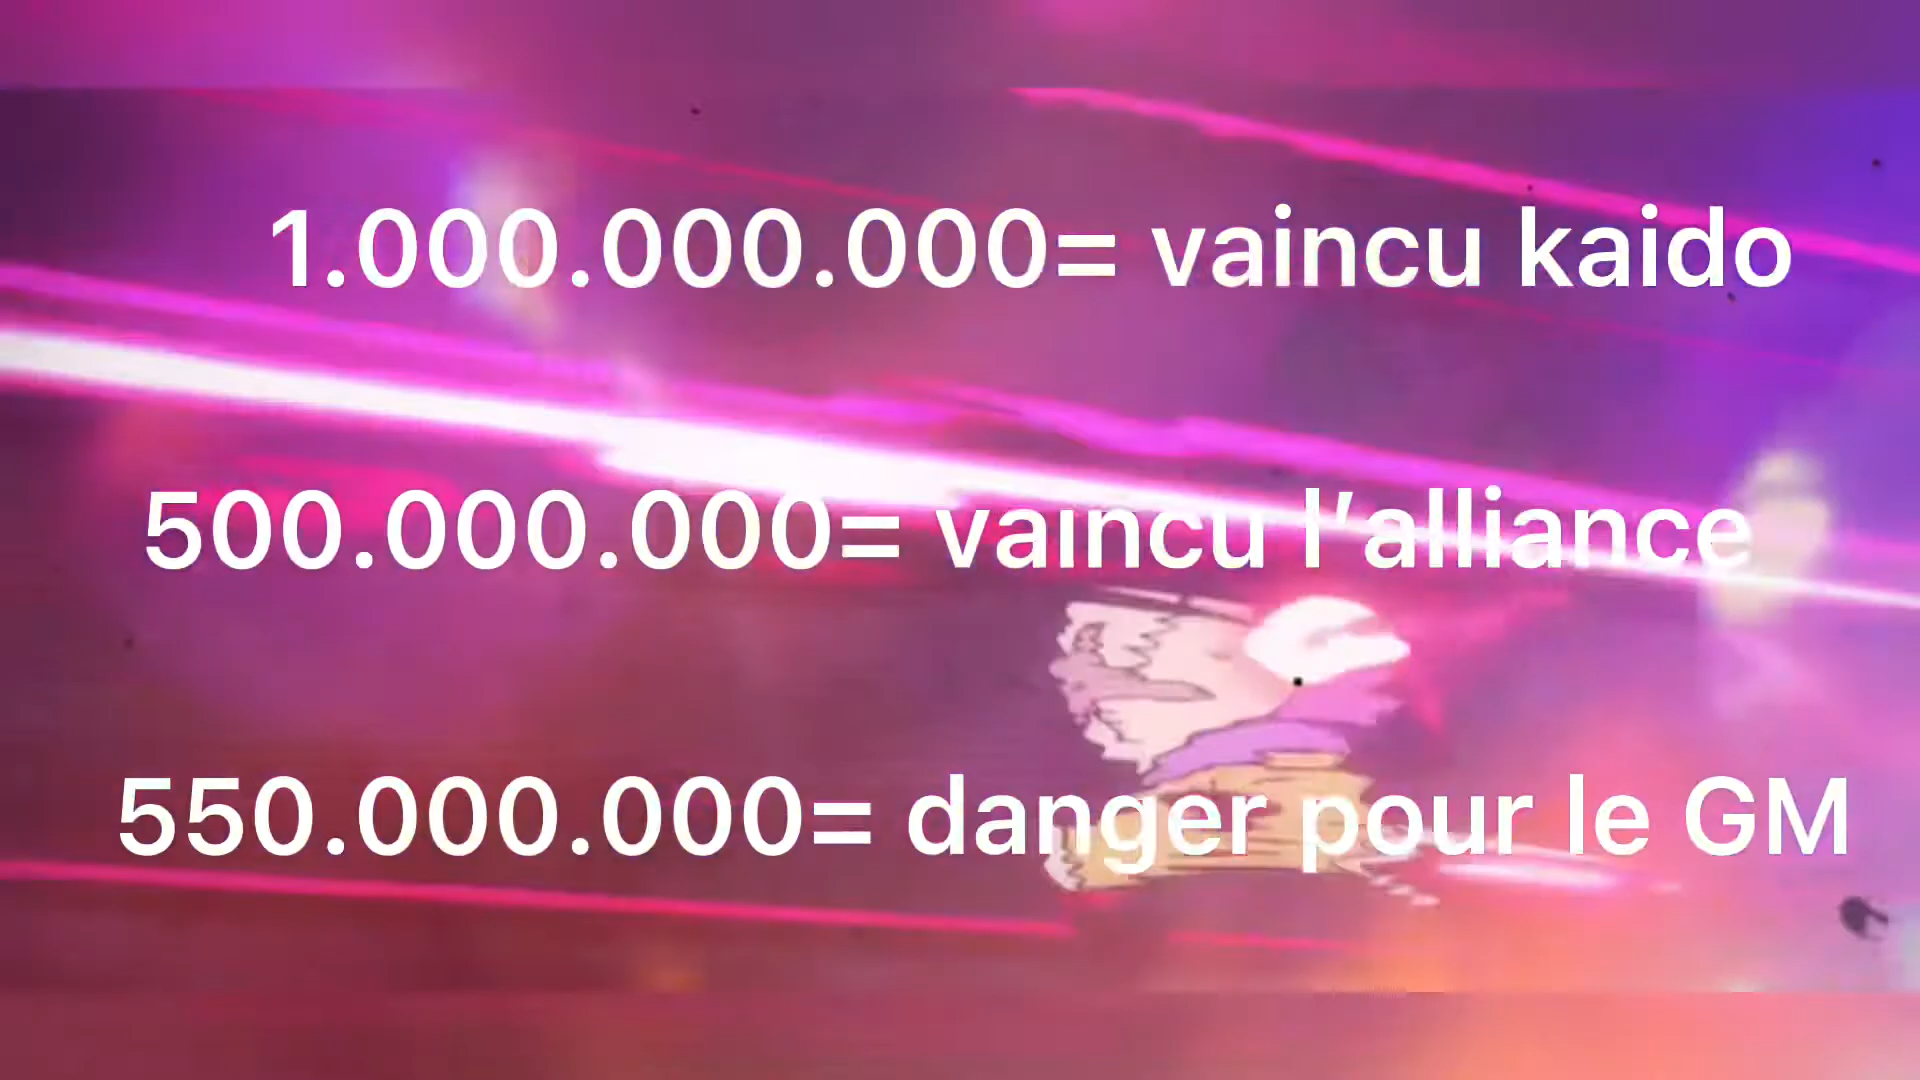 1.000.000.000= vaincu kaido
500.000.000= vaincu l’alliance
550.000.000= danger pour le GM